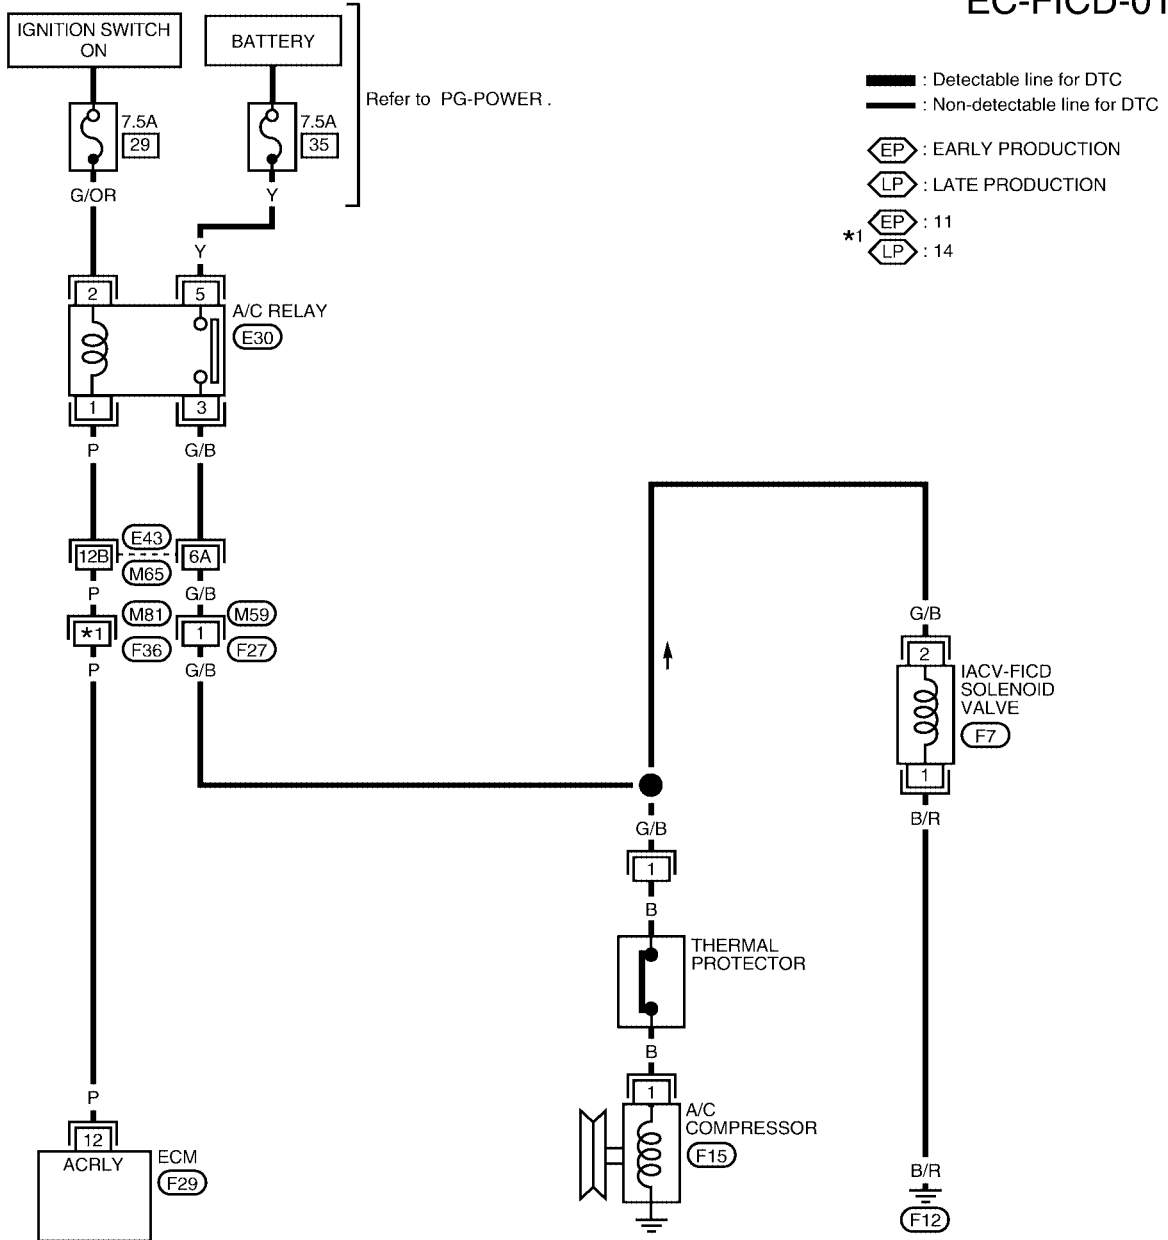 EC-FICD-01
IGNITION SWITCH
ON
BATTERY
Refer to PG-POWER .
7.5A
29
7.5A
35
: Detectable line for DTC
: Non-detectable line for DTC
EP : EARLY PRODUCTION
LP : LATE PRODUCTION
*1
EP : 11
LP : 14
G/OR
Y
Y
2
5
A/C RELAY
E30
1
3
P
G/B
12B
E43
6A
M65
P
G/B
*1
M81
1
M59
F36
F27
P
G/B
G/B
2
IACV-FICD
SOLENOID
VALVE
F7
1
B/R
G/B
1
B
THERMAL
PROTECTOR
B
1
A/C
COMPRESSOR
F15
P
12
ACRLY
ECM
F29
B/R
F12